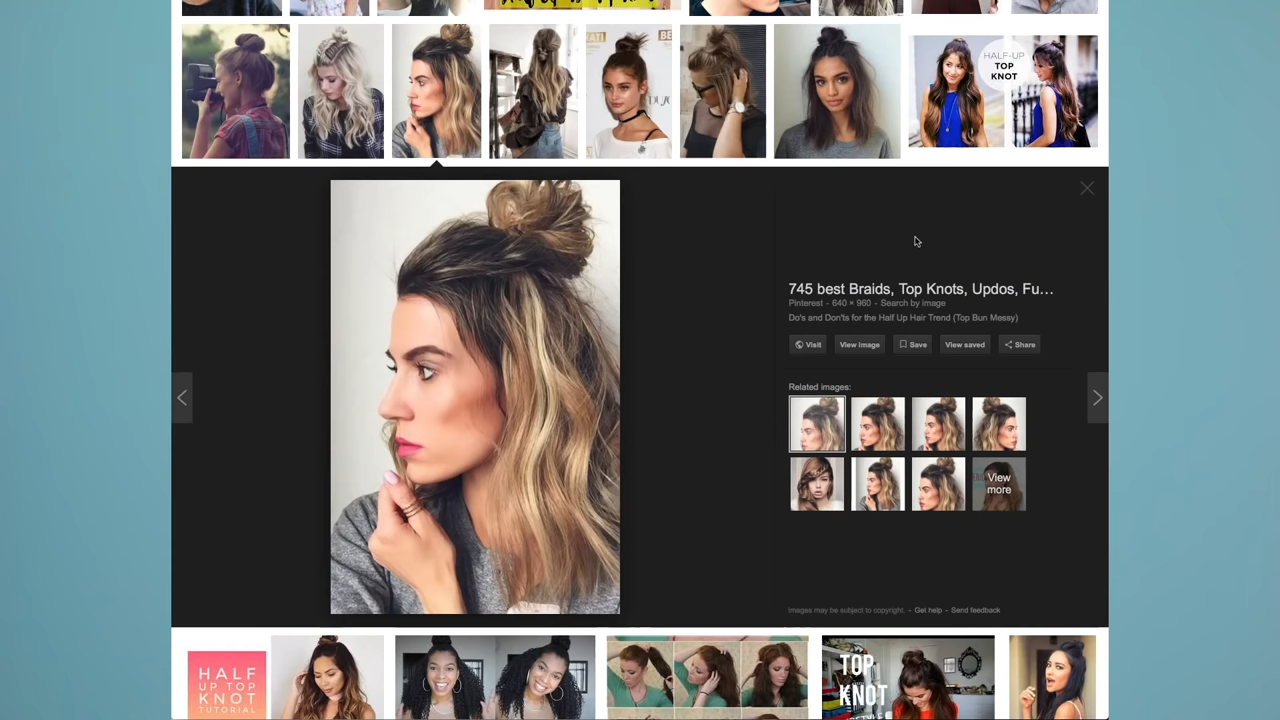 HALF-UP
TOP
KNOT
745 best Braids, Top Knots, Updos, Fu...
Pinterest - 640 × 960 - Search by image
Do's and Don'ts for the Half Up Hair Trend (Top Bun Messy)
Visit
View image
Save
View saved
Share
Related images:
View
more
Images may be subject to copyright. - Get help - Send feedback
HALF
UP TOP
KNOT
TUTORIAL
TOP
KNOT